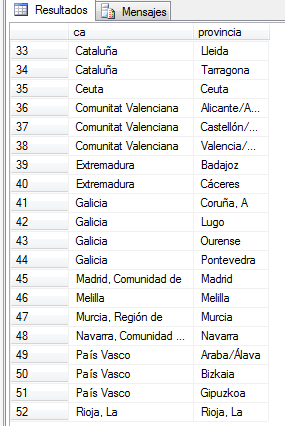 Resultados Mensajes
ca provincia
33 Cataluña Lleida
34 Cataluña Tarragona
35 Ceuta Ceuta
36 Comunitat Valenciana Alicante/A...
37 Comunitat Valenciana Castellón/...
38 Comunitat Valenciana Valencia/...
39 Extremadura Badajoz
40 Extremadura Cáceres
41 Galicia Coruña, A
42 Galicia Lugo
43 Galicia Ourense
44 Galicia Pontevedra
45 Madrid, Comunidad de Madrid
46 Melilla Melilla
47 Murcia, Región de Murcia
48 Navarra, Comunidad ... Navarra
49 País Vasco Araba/Álava
50 País Vasco Bizkaia
51 País Vasco Gipuzkoa
52 Rioja, La Rioja, La